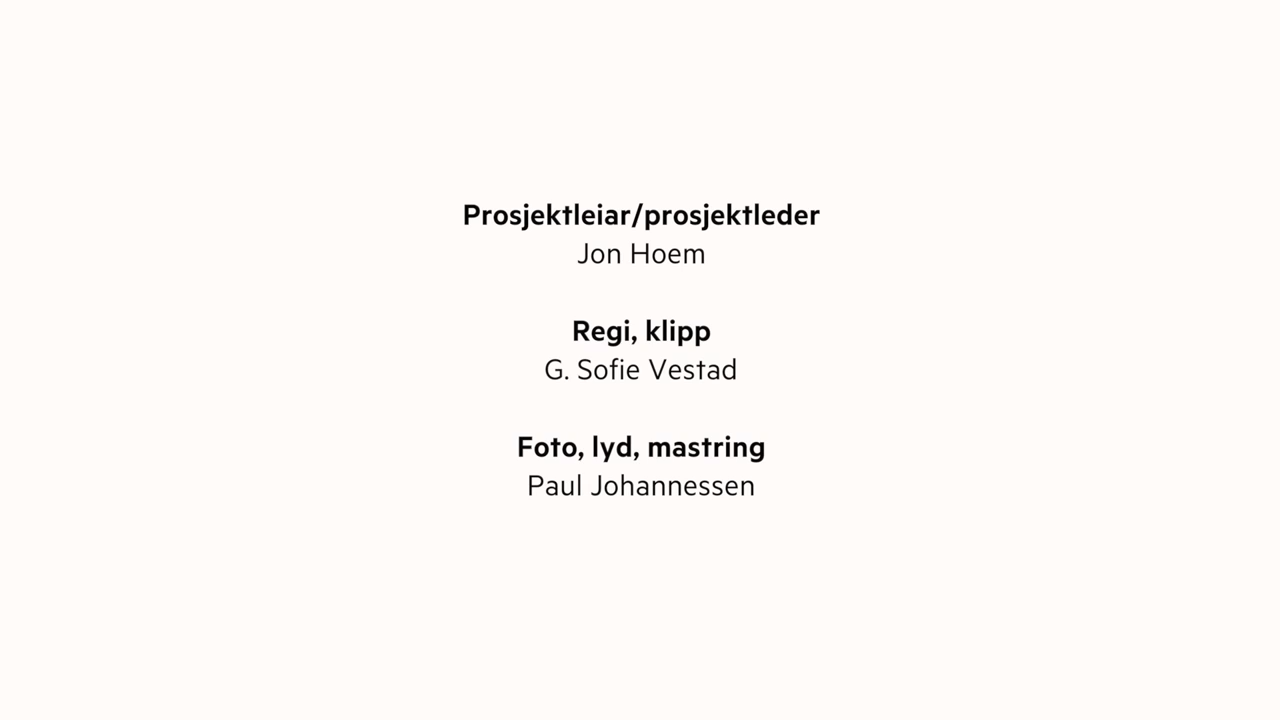 Prosjektleiar/prosjektleder
Jon Hoem
Regi, klipp
G. Sofie Vestad
Foto, lyd, mastring
Paul Johannessen